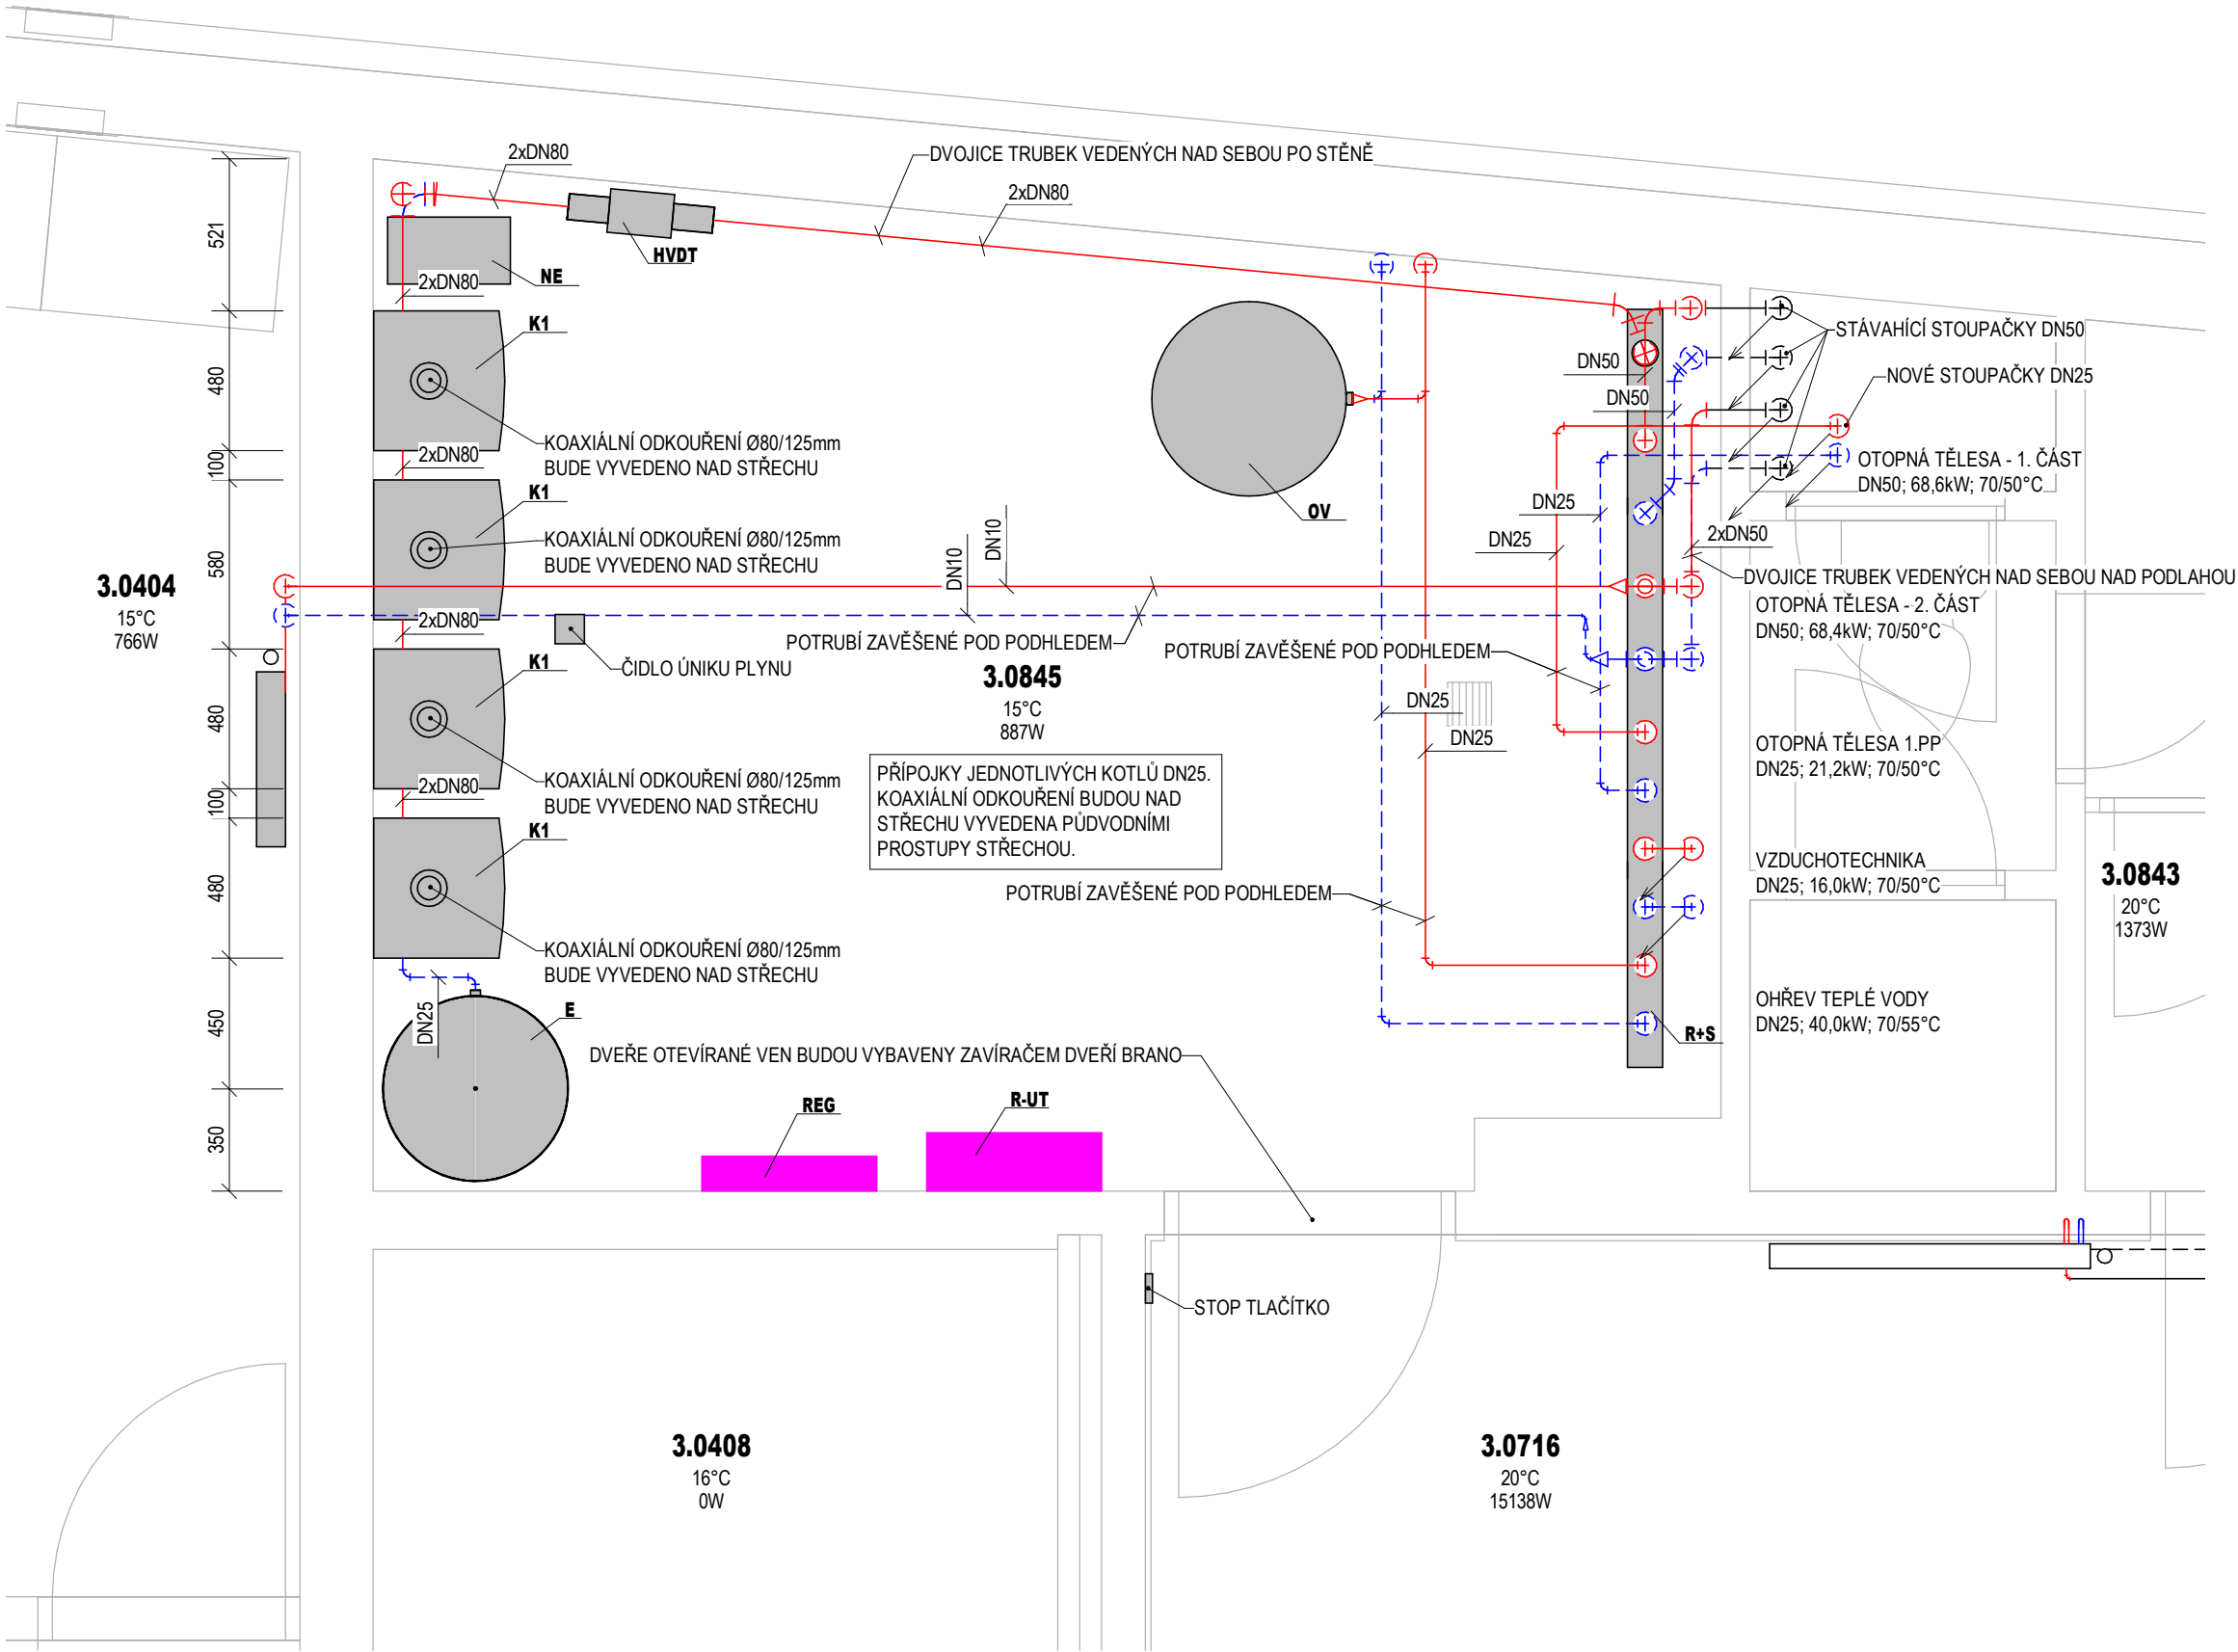 2xDN80
DVOJICE TRUBEK VEDENÝCH NAD SEBOU PO STĚNĚ
2xDN80
521
HVDT
NE
2xDN80
K1
STÁVAHÍCÍ STOUPAČKY DN50
DN50
NOVÉ STOUPAČKY DN25
480
DN50
KOAXIÁLNÍ ODKOUŘENÍ Ø80/125mm
BUDE VYVEDENO NAD STŘECHU
2xDN80
100
OTOPNÁ TĚLESA - 1. ČÁST
DN50; 68,6kW; 70/50°C
K1
OV
DN25
KOAXIÁLNÍ ODKOUŘENÍ Ø80/125mm
BUDE VYVEDENO NAD STŘECHU
DN10
DN10
DN25
2xDN50
580
3.0404
15°C
766W
DVOJICE TRUBEK VEDENÝCH NAD SEBOU NAD PODLAHOU
OTOPNÁ TĚLESA - 2. ČÁST
DN50; 68,4kW; 70/50°C
2xDN80
POTRUBÍ ZAVĚŠENÉ POD PODHLEDEM
POTRUBÍ ZAVĚŠENÉ POD PODHLEDEM
K1
ČIDLO ÚNIKU PLYNU
3.0845
15°C
887W
480
DN25
DN25
OTOPNÁ TĚLESA 1.PP
DN25; 21,2kW; 70/50°C
KOAXIÁLNÍ ODKOUŘENÍ Ø80/125mm
BUDE VYVEDENO NAD STŘECHU
2xDN80
100
PŘÍPOJKY JEDNOTLIVÝCH KOTLŮ DN25.
KOAXIÁLNÍ ODKOUŘENÍ BUDOU NAD
STŘECHU VYVEDENA PŮDVODNÍMI
PROSTUPY STŘECHOU.
K1
VZDUCHOTECHNIKA
DN25; 16,0kW; 70/50°C
3.0843
20°C
1373W
480
POTRUBÍ ZAVĚŠENÉ POD PODHLEDEM
KOAXIÁLNÍ ODKOUŘENÍ Ø80/125mm
BUDE VYVEDENO NAD STŘECHU
OHŘEV TEPLÉ VODY
DN25; 40,0kW; 70/55°C
450
DN25
E
R+S
DVEŘE OTEVÍRANÉ VEN BUDOU VYBAVENY ZAVÍRAČEM DVEŘÍ BRANO
REG
R-UT
350
STOP TLAČÍTKO
3.0408
16°C
0W
3.0716
20°C
15138W